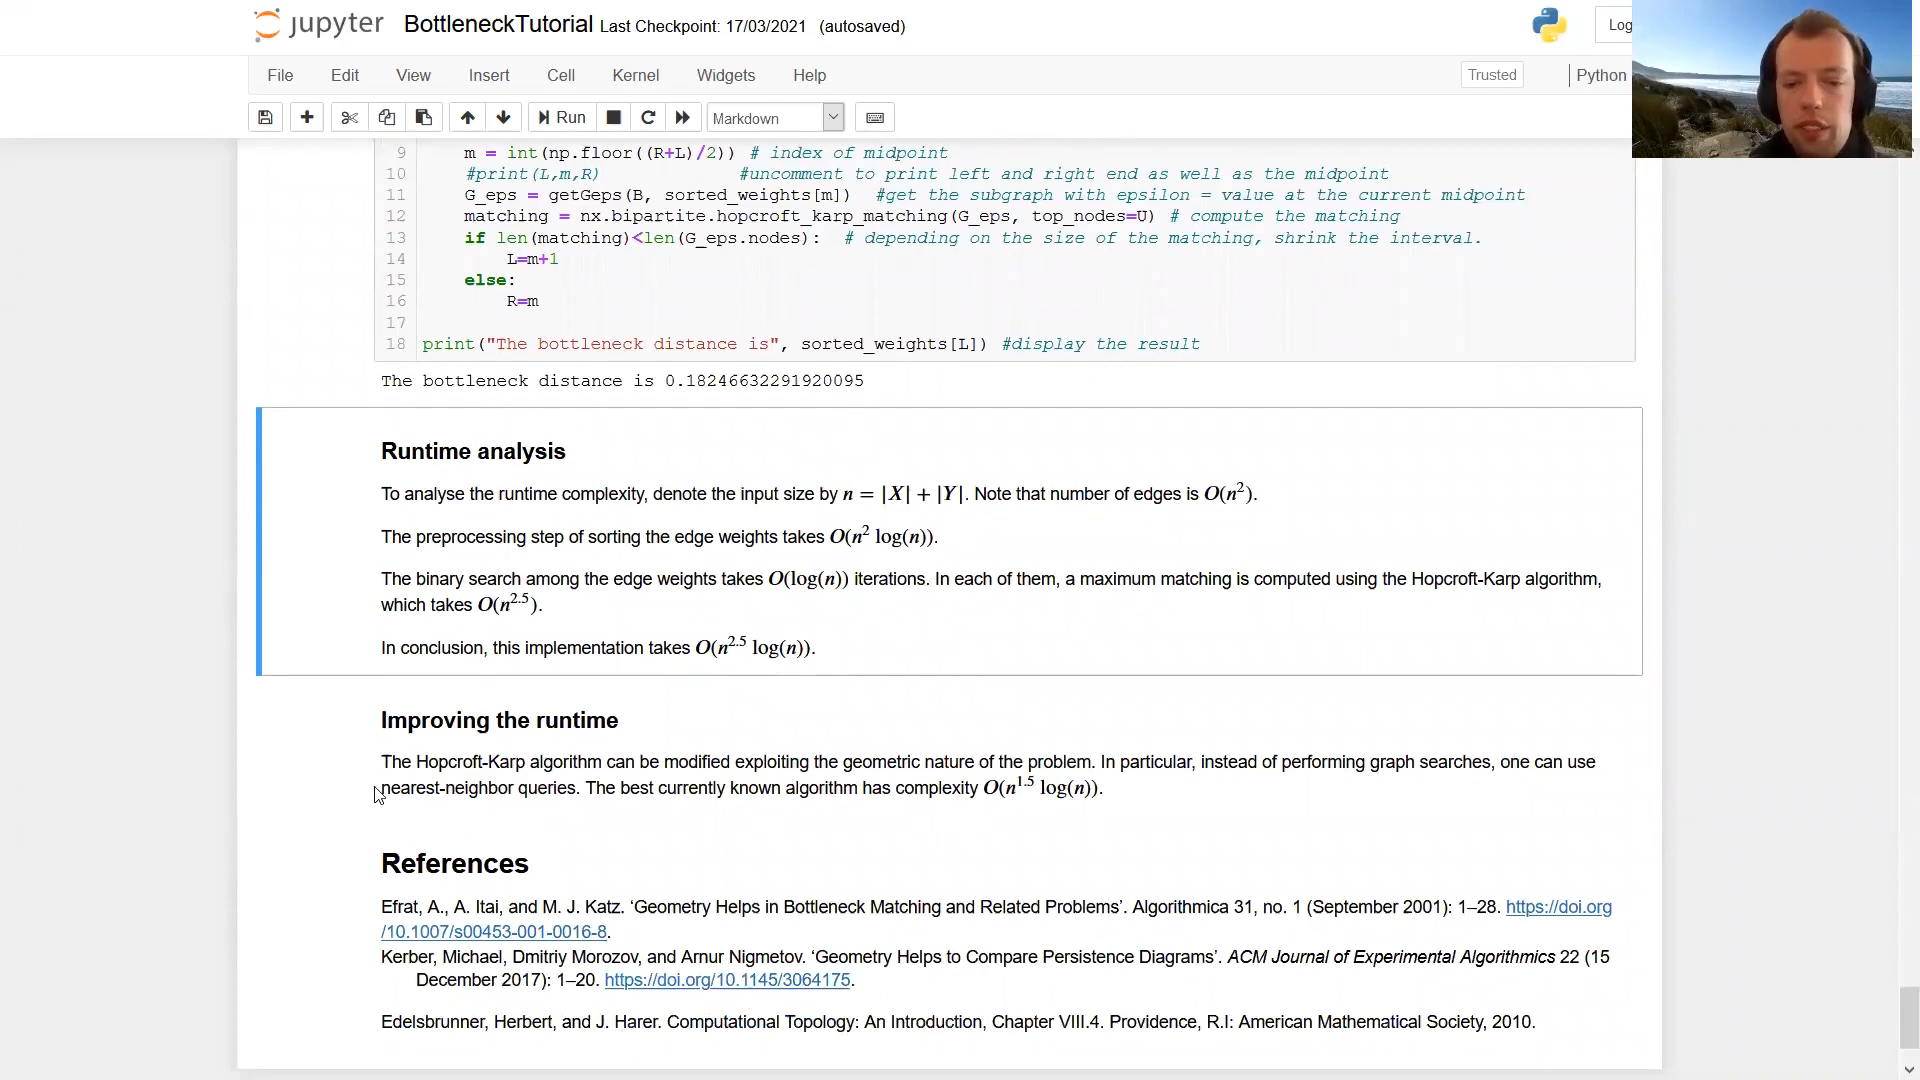 jupyter BottleneckTutorial Last Checkpoint: 17/03/2021 (autosaved)
Log
File Edit View Insert Cell Kernel Widgets Help
Trusted
Python
Run
Markdown
9 m = int(np.floor((R+L)/2)) # index of midpoint
10 #print(L,m,R) #uncomment to print left and right end as well as the midpoint
11 G_eps = getGeps(B, sorted_weights[m]) #get the subgraph with epsilon = value at the current midpoint
12 matching = nx.bipartite.hopcroft_karp_matching(G_eps, top_nodes=U) # compute the matching
13 if len(matching)<len(G_eps.nodes): # depending on the size of the matching, shrink the interval.
14 L=m+1
15 else:
16 R=m
17
18 print("The bottleneck distance is", sorted_weights[L]) #display the result
The bottleneck distance is 0.18246632291920095
Runtime analysis
To analyse the runtime complexity, denote the input size by n = |X| + |Y|. Note that number of edges is O(n²).
The preprocessing step of sorting the edge weights takes O(n² log(n)).
The binary search among the edge weights takes O(log(n)) iterations. In each of them, a maximum matching is computed using the Hopcroft-Karp algorithm,
which takes O(n^2.5).
In conclusion, this implementation takes O(n^2.5 log(n)).
Improving the runtime
The Hopcroft-Karp algorithm can be modified exploiting the geometric nature of the problem. In particular, instead of performing graph searches, one can use
nearest-neighbor queries. The best currently known algorithm has complexity O(n^1.5 log(n)).
References
Efrat, A., A. Itai, and M. J. Katz. ‘Geometry Helps in Bottleneck Matching and Related Problems’. Algorithmica 31, no. 1 (September 2001): 1–28. https://doi.org
/10.1007/s00453-001-0016-8.
Kerber, Michael, Dmitriy Morozov, and Arnur Nigmetov. ‘Geometry Helps to Compare Persistence Diagrams’. ACM Journal of Experimental Algorithmics 22 (15
December 2017): 1–20. https://doi.org/10.1145/3064175.
Edelsbrunner, Herbert, and J. Harer. Computational Topology: An Introduction, Chapter VIII.4. Providence, R.I: American Mathematical Society, 2010.